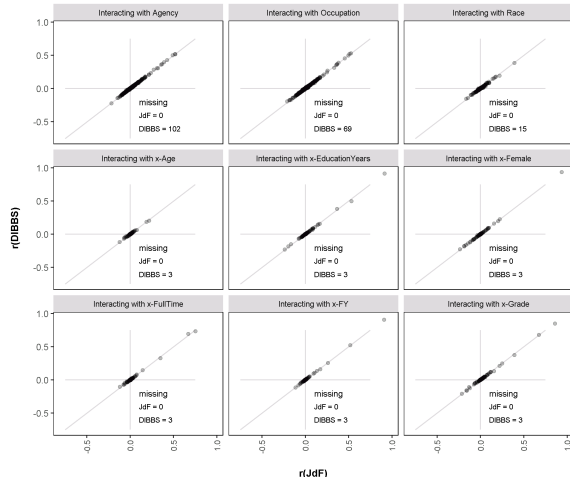 Interacting with Agency
Interacting with Occupation
Interacting with Race
1.0
0.5
0.0
-0.5
missing
JdF = 0
DIBBS = 102
missing
JdF = 0
DIBBS = 69
missing
JdF = 0
DIBBS = 15
Interacting with x-Age
Interacting with x-EducationYears
Interacting with x-Female
1.0
0.5
0.0
-0.5
missing
JdF = 0
DIBBS = 3
missing
JdF = 0
DIBBS = 3
missing
JdF = 0
DIBBS = 3
r(DIBBS)
Interacting with x-FullTime
Interacting with x-FY
Interacting with x-Grade
1.0
0.5
0.0
-0.5
missing
JdF = 0
DIBBS = 3
missing
JdF = 0
DIBBS = 3
missing
JdF = 0
DIBBS = 3
-0.5
0.0
0.5
1.0
-0.5
0.0
0.5
1.0
-0.5
0.0
0.5
1.0
r(JdF)